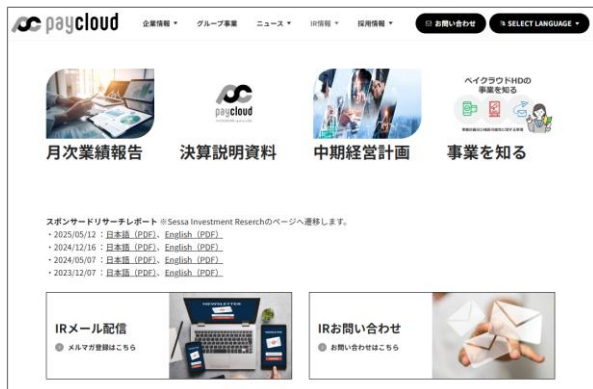 paycloud
企業情報 ▼ グループ事業 ニュース ▼ IR情報 ▼ 採用情報 ▼ お問い合わせ SELECT LANGUAGE ▼
paycloud
ペイクラウドHDの
事業を知る
月次業績報告 決算説明資料 中期経営計画 事業を知る
スポンサードリサーチレポート ※Sessa Investment Reserchのページへ遷移します。
・2025/05/12：日本語（PDF）、English（PDF）
・2024/12/16：日本語（PDF）、English（PDF）
・2024/05/07：日本語（PDF）、English（PDF）
・2023/12/07：日本語（PDF）、English（PDF）
IRメール配信
メルマガ登録はこちら
NEWSLETTER
IRお問い合わせ
お問い合わせはこちら